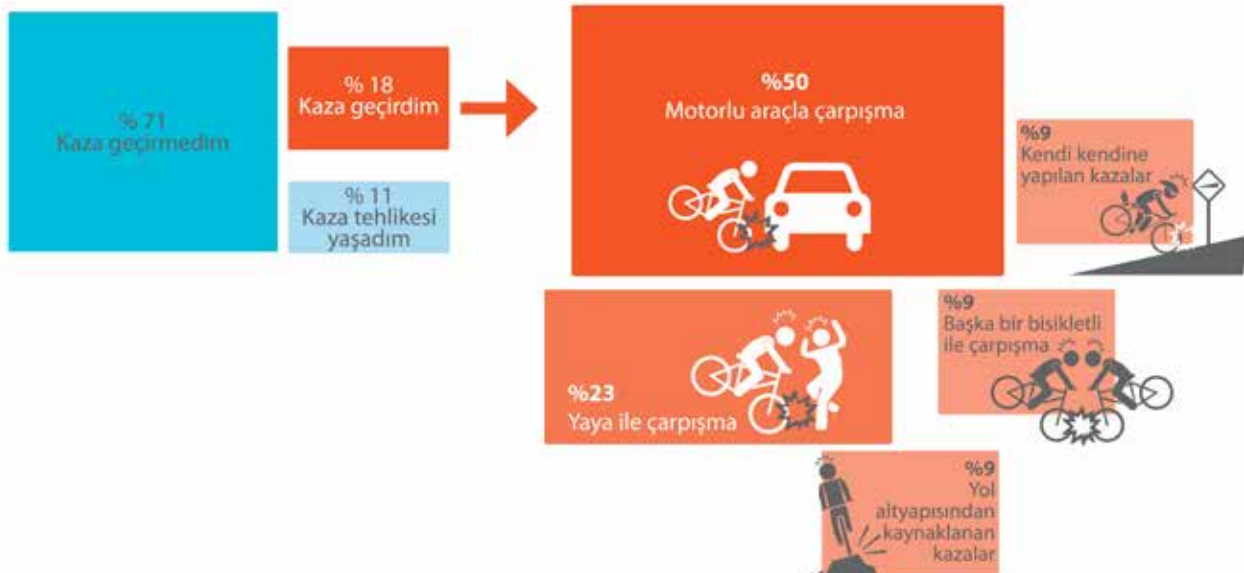 % 71
Kaza geçirmedim
% 18
Kaza geçirdim
% 11
Kaza tehlikesi
yaşadım
%50
Motorlu araçla çarpışma
%9
Kendi kendine
yapılan kazalar
%23
Yaya ile çarpışma
%9
Başka bir bisikletli
ile çarpışma
%9
Yol
altyapısından
kaynaklanan
kazalar